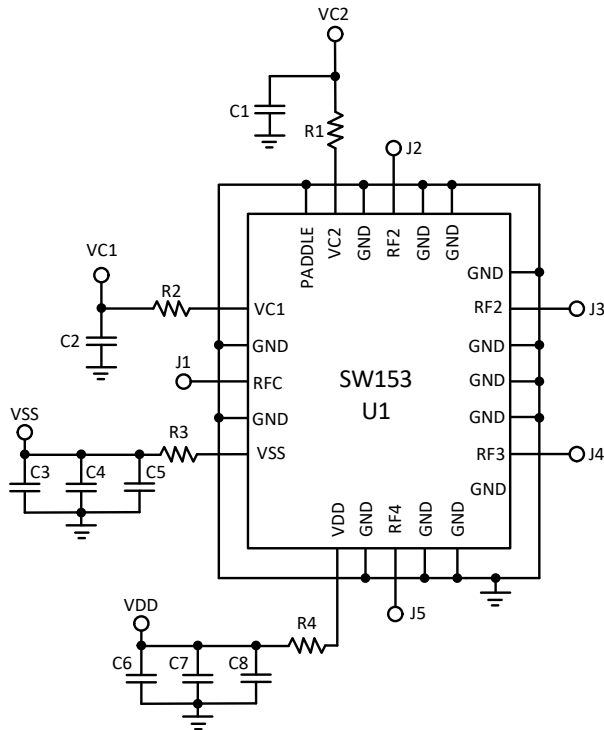 VC2
C1
R1
J2
PADDLE
VC2
GND
RF2
GND
GND
VC1
R2
C2
VC1
GND
J1
RFC
GND
VSS
R3
VSS
C3
C4
C5
SW153
U1
GND
RF2
J3
GND
GND
GND
RF3
J4
GND
VDD
GND
RF4
GND
GND
J5
VDD
R4
C6
C7
C8